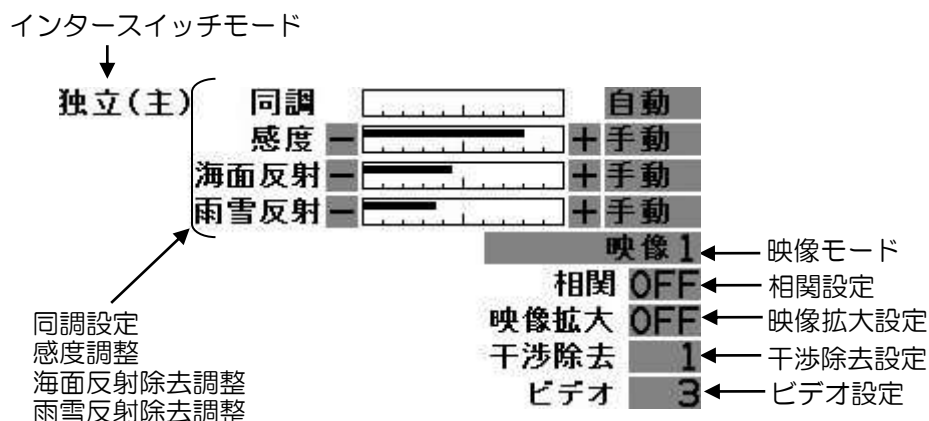 インタースイッチモード
独立(主) 同調 自動
感度 － ＋ 手動
海面反射 － ＋ 手動
雨雪反射 － ＋ 手動
映像1 映像モード
相関 OFF 相関設定
映像拡大 OFF 映像拡大設定
干渉除去 1 干渉除去設定
ビデオ 3 ビデオ設定
同調設定
感度調整
海面反射除去調整
雨雪反射除去調整